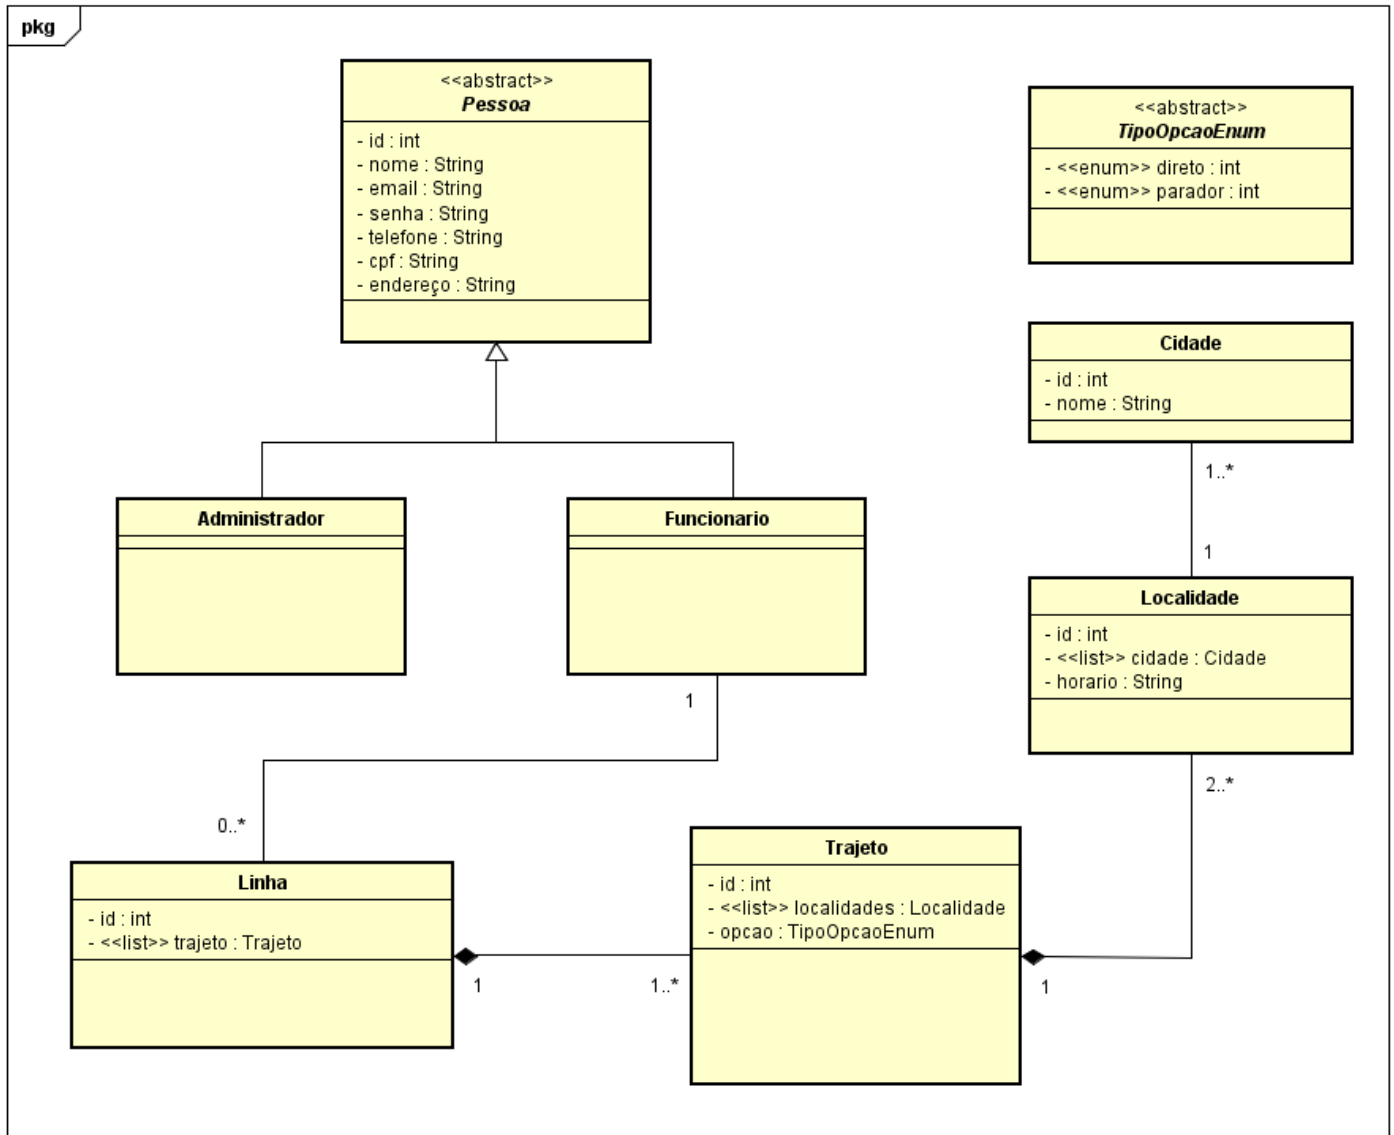 pkg
<<abstract>>
Pessoa
- id : int
- nome : String
- email : String
- senha : String
- telefone : String
- cpf : String
- endereço : String
<<abstract>>
TipoOpcaoEnum
- <<enum>> direto : int
- <<enum>> parador : int
Cidade
- id : int
- nome : String
1..*
1
Administrador
Funcionario
Localidade
- id : int
- <<list>> cidade : Cidade
- horario : String
1
0..*
2..*
Linha
- id : int
- <<list>> trajeto : Trajeto
1
1..*
Trajeto
- id : int
- <<list>> localidades : Localidade
- opcao : TipoOpcaoEnum
1